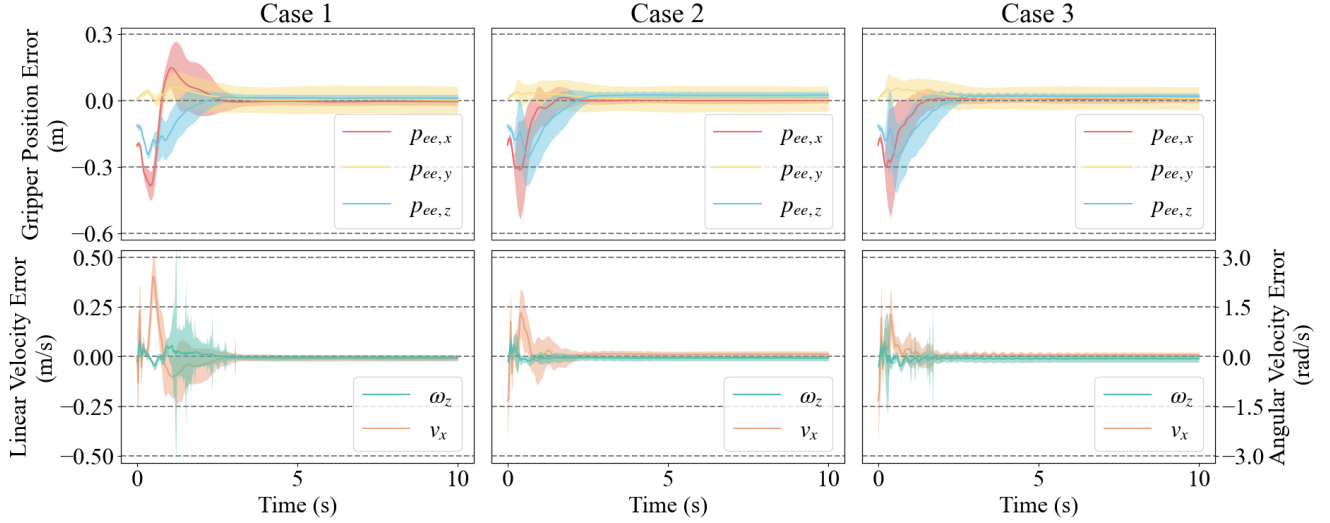 Case 1
Case 2
Case 3
Gripper Position Error
(m)
0.3
0.0
−0.3
−0.6
p_{ee,x}
p_{ee,y}
p_{ee,z}
p_{ee,x}
p_{ee,y}
p_{ee,z}
p_{ee,x}
p_{ee,y}
p_{ee,z}
Linear Velocity Error
(m/s)
0.50
0.25
0.00
−0.25
−0.50
ω_z
v_x
ω_z
v_x
ω_z
v_x
3.0
1.5
0.0
−1.5
−3.0
Angular Velocity Error
(rad/s)
0 5 10
0 5 10
0 5 10
Time (s)
Time (s)
Time (s)